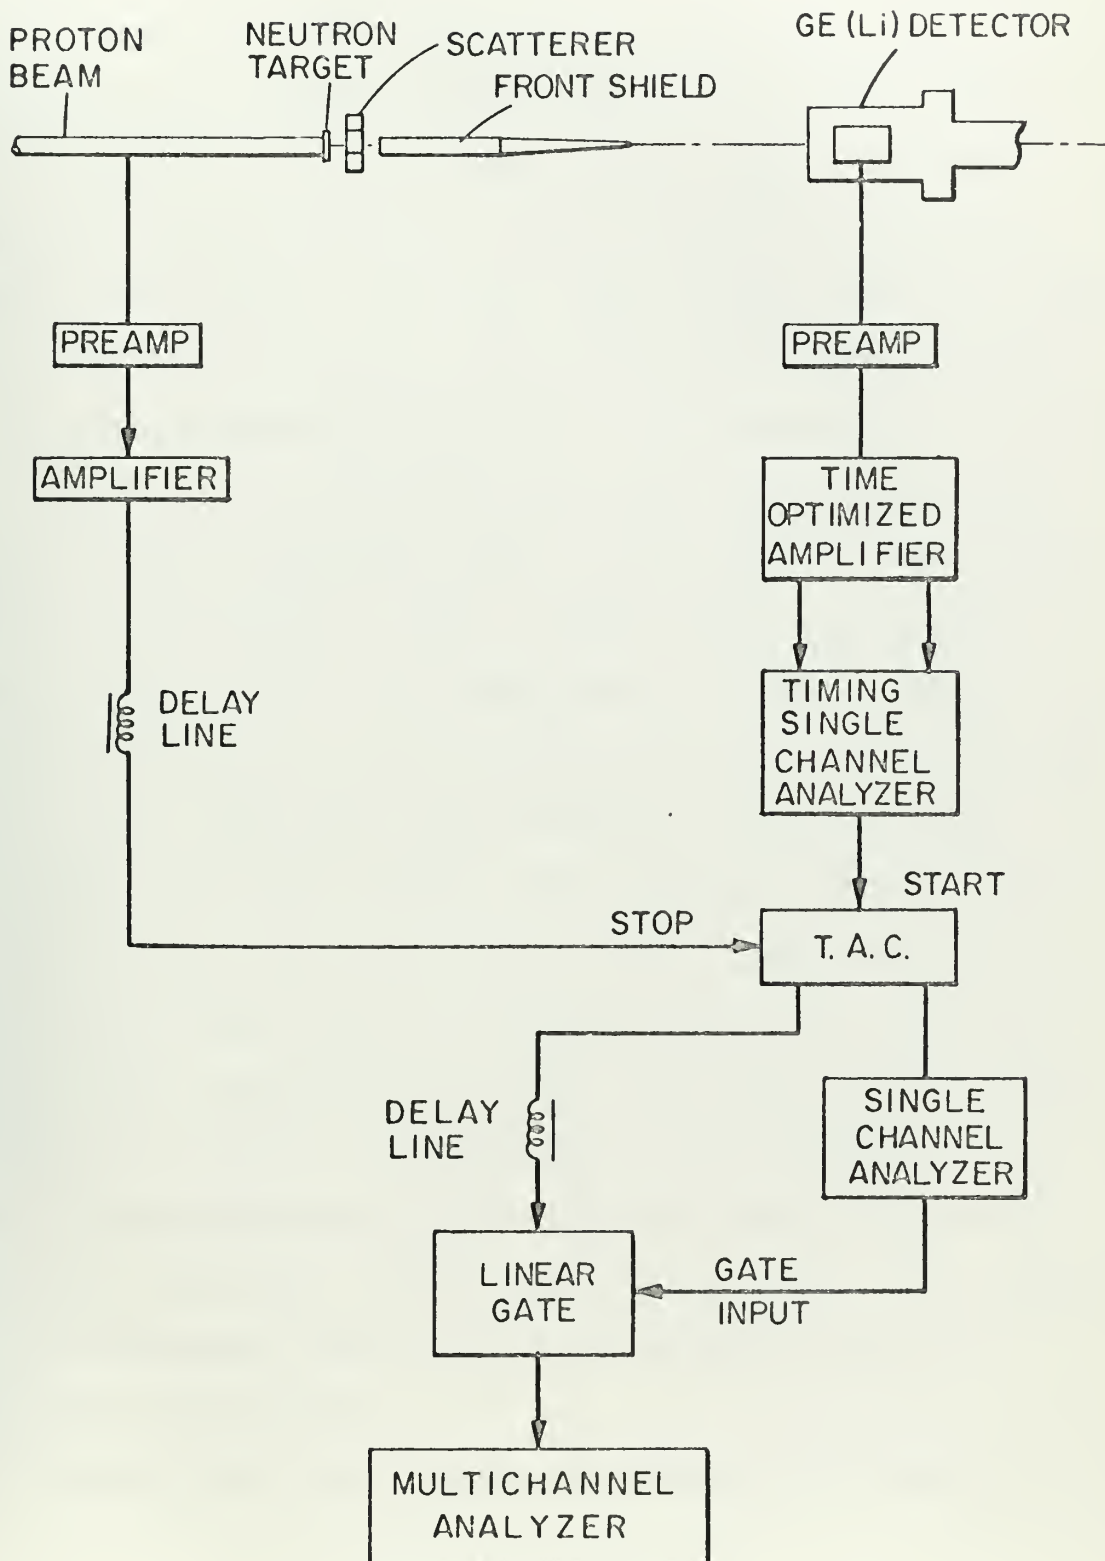 PROTON
BEAM
NEUTRON
TARGET
SCATTERER
FRONT SHIELD
GE (Li) DETECTOR
PREAMP
PREAMP
AMPLIFIER
TIME
OPTIMIZED
AMPLIFIER
DELAY
LINE
TIMING
SINGLE
CHANNEL
ANALYZER
START
STOP
T. A. C.
DELAY
LINE
SINGLE
CHANNEL
ANALYZER
LINEAR
GATE
GATE
INPUT
MULTICHANNEL
ANALYZER